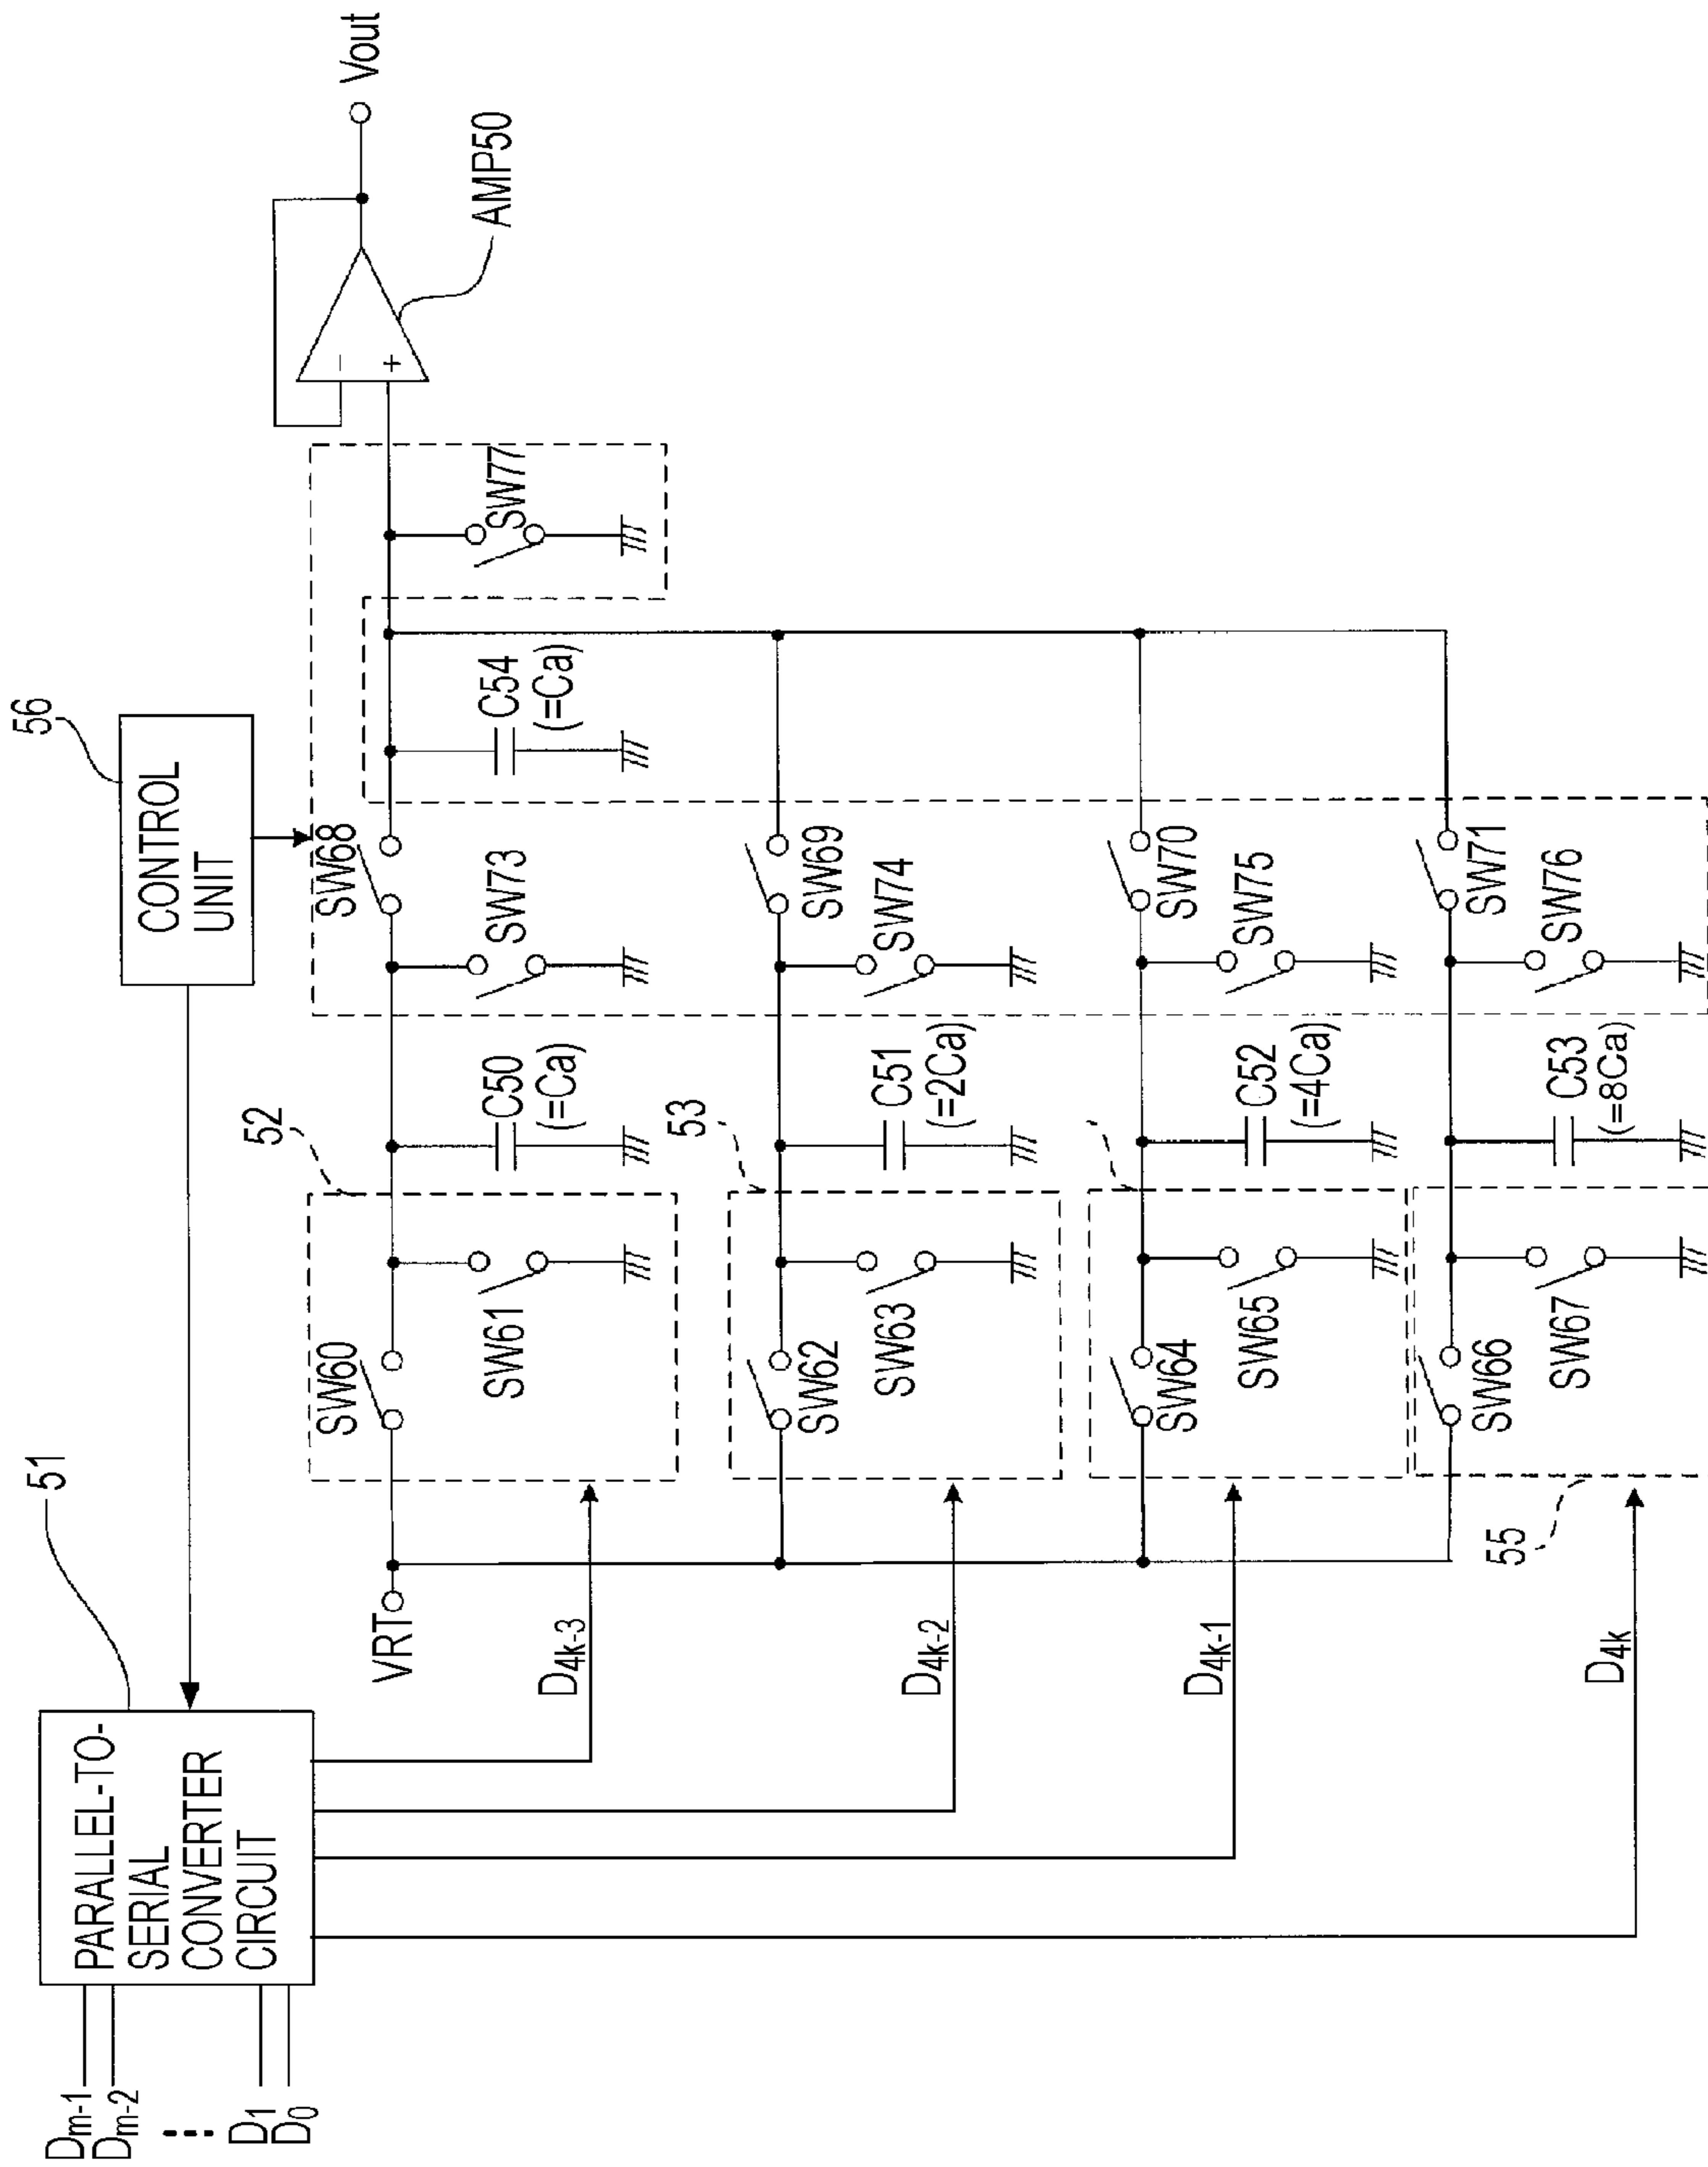 Dm-1
Dm-2
D1
D0
PARALLEL-TO-
SERIAL
CONVERTER
CIRCUIT
51
CONTROL
UNIT
56
VRT
D4k-3
D4k-2
D4k-1
D4k
52
SW60
SW61
C50
(=Ca)
SW68
SW73
C54
(=Ca)
SW77
AMP50
Vout
−
+
53
SW62
SW63
C51
(=2Ca)
SW69
SW74
SW64
SW65
C52
(=4Ca)
SW70
SW75
55
SW66
SW67
C53
(=8Ca)
SW71
SW76